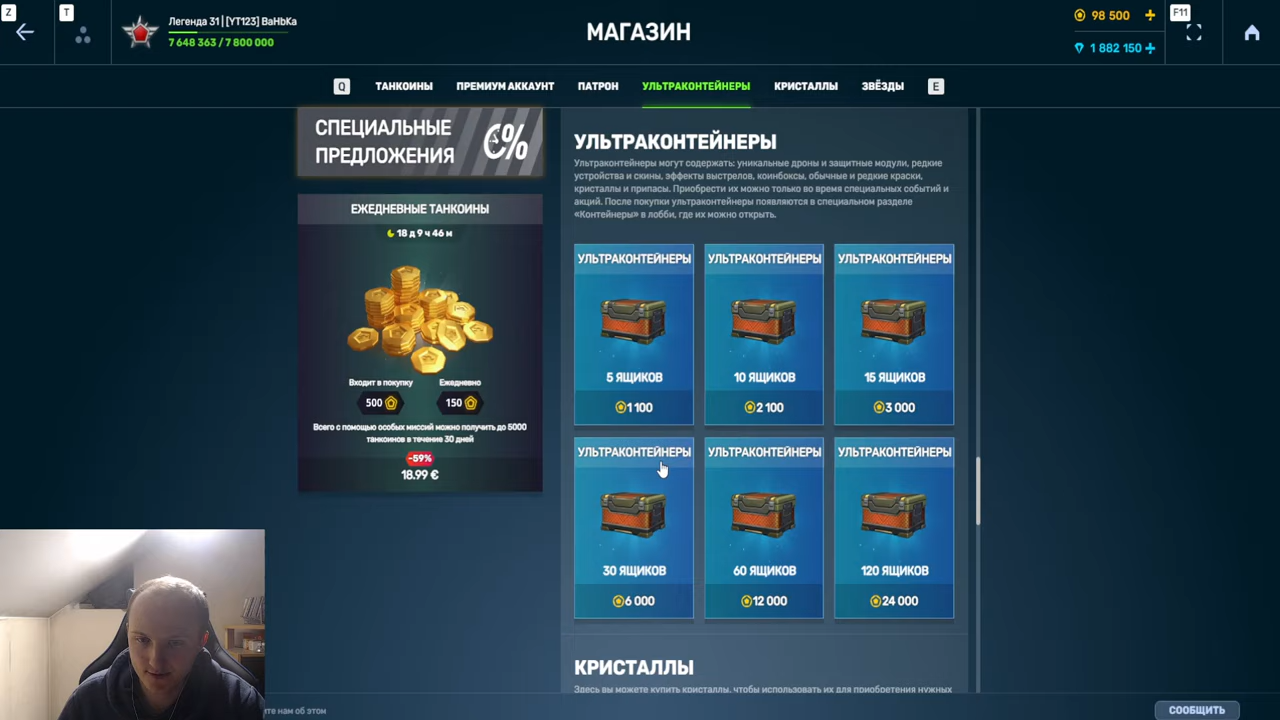 Z
T
Легенда 31 | [YT123] BaHbKa
7 648 363 / 7 800 000
МАГАЗИН
98 500
1 882 150
F11
Q
ТАНКОИНЫ
ПРЕМИУМ АККАУНТ
ПАТРОН
УЛЬТРАКОНТЕЙНЕРЫ
КРИСТАЛЛЫ
ЗВЁЗДЫ
E
СПЕЦИАЛЬНЫЕ
ПРЕДЛОЖЕНИЯ
%
ЕЖЕДНЕВНЫЕ ТАНКОИНЫ
18 д 9 ч 46 м
Входит в покупку
Ежедневно
500
150
Всего с помощью особых миссий можно получить до 5000
танкоинов в течение 30 дней
-59%
18.99 €
УЛЬТРАКОНТЕЙНЕРЫ
Ультраконтейнеры могут содержать: уникальные дроны и защитные модули, редкие
устройства и скины, эффекты выстрелов, коинбоксы, обычные и редкие краски,
кристаллы и припасы. Приобрести их можно только во время специальных событий и
акций. После покупки ультраконтейнеры появляются в специальном разделе
«Контейнеры» в лобби, где их можно открыть.
УЛЬТРАКОНТЕЙНЕРЫ
УЛЬТРАКОНТЕЙНЕРЫ
УЛЬТРАКОНТЕЙНЕРЫ
5 ЯЩИКОВ
10 ЯЩИКОВ
15 ЯЩИКОВ
1 100
2 100
3 000
УЛЬТРАКОНТЕЙНЕРЫ
УЛЬТРАКОНТЕЙНЕРЫ
УЛЬТРАКОНТЕЙНЕРЫ
30 ЯЩИКОВ
60 ЯЩИКОВ
120 ЯЩИКОВ
6 000
12 000
24 000
КРИСТАЛЛЫ
Здесь вы можете купить кристаллы, чтобы использовать их для приобретения нужных
нам об этом
СООБЩИТЬ